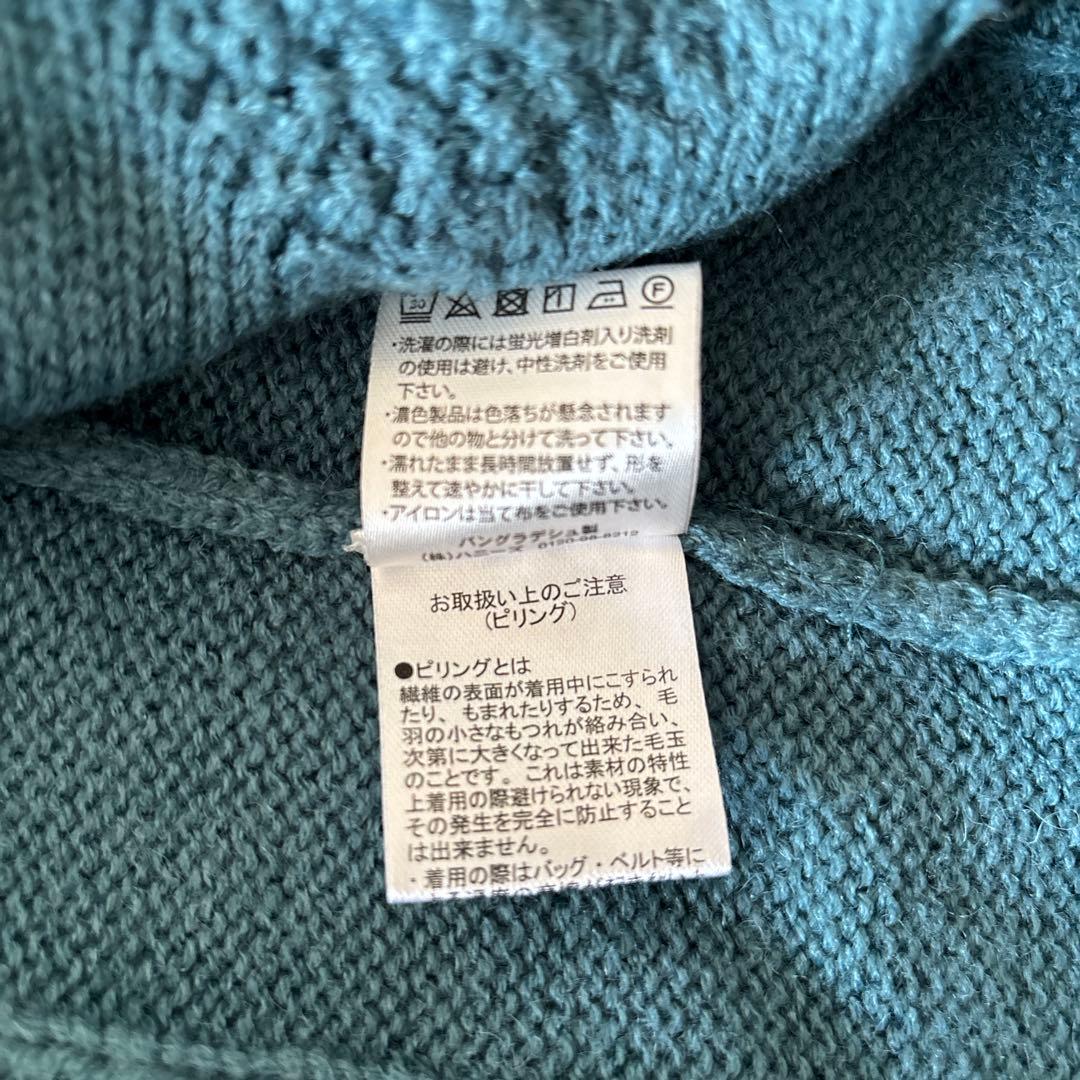 30 F
・洗濯の際には蛍光増白剤入り洗剤
の使用は避け、中性洗剤をご使用
下さい。
・濃色製品は色落ちが懸念されます
ので他の物と分けて洗って下さい。
・濡れたまま長時間放置せず、形を
整えて速やかに干して下さい。
・アイロンは当て布をご使用下さい。
バングラデシュ製
(株)ハニーズ
お取扱い上のご注意
(ピリング)
●ピリングとは
繊維の表面が着用中にこすられ
たり、もまれたりするため、毛
羽の小さなもつれが絡み合い、
次第に大きくなって出来た毛玉
のことです。これは素材の特性
上着用の際避けられない現象で、
その発生を完全に防止すること
は出来ません。
・着用の際はバッグ・ベルト等に